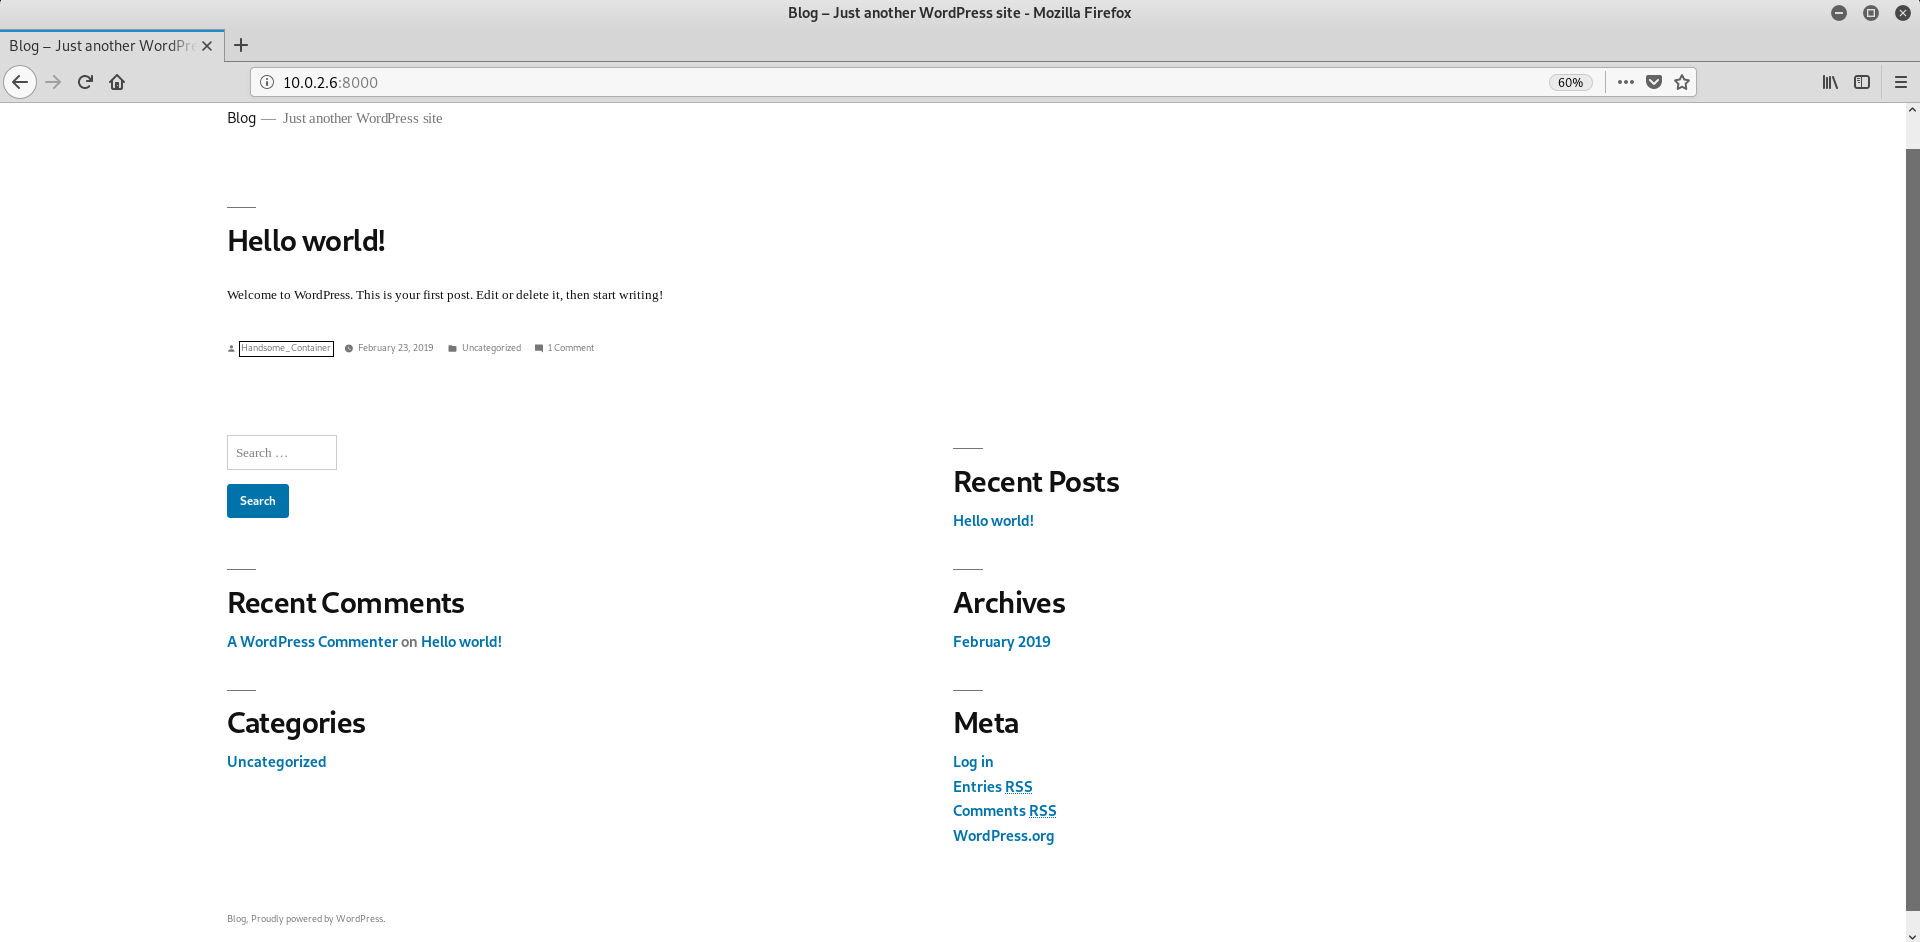 Blog – Just another WordPress site - Mozilla Firefox
Blog – Just another WordPre
10.0.2.6:8000
60%
Blog — Just another WordPress site
Hello world!
Welcome to WordPress. This is your first post. Edit or delete it, then start writing!
Handsome_Container February 23, 2019 Uncategorized 1 Comment
Search …
Search
Recent Posts
Hello world!
Recent Comments
A WordPress Commenter on Hello world!
Archives
February 2019
Categories
Uncategorized
Meta
Log in
Entries RSS
Comments RSS
WordPress.org
Blog, Proudly powered by WordPress.